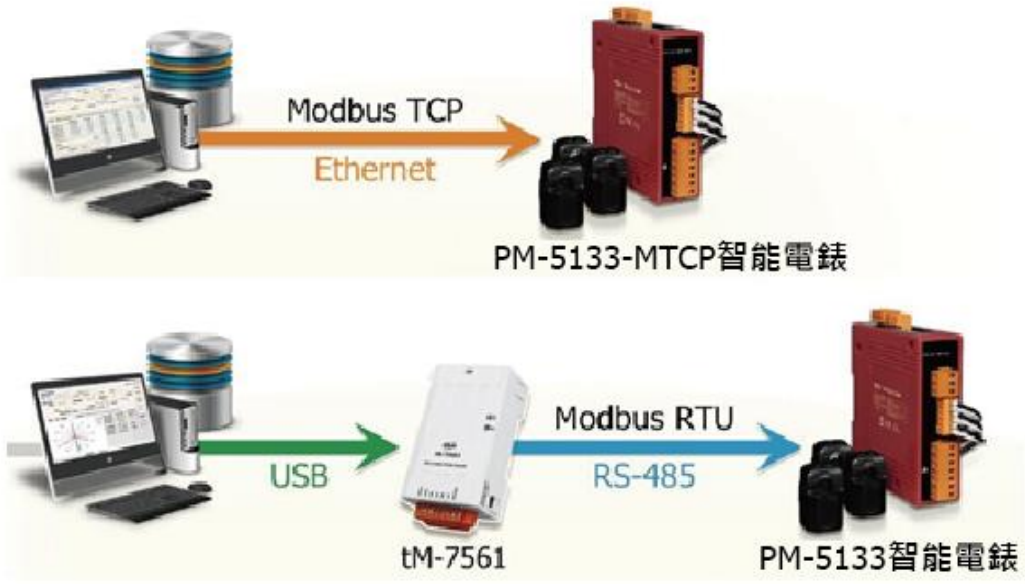 Modbus TCP
Ethernet
PM-5133-MTCP智能電錶
Modbus RTU
USB
RS-485
tM-7561
PM-5133智能電錶